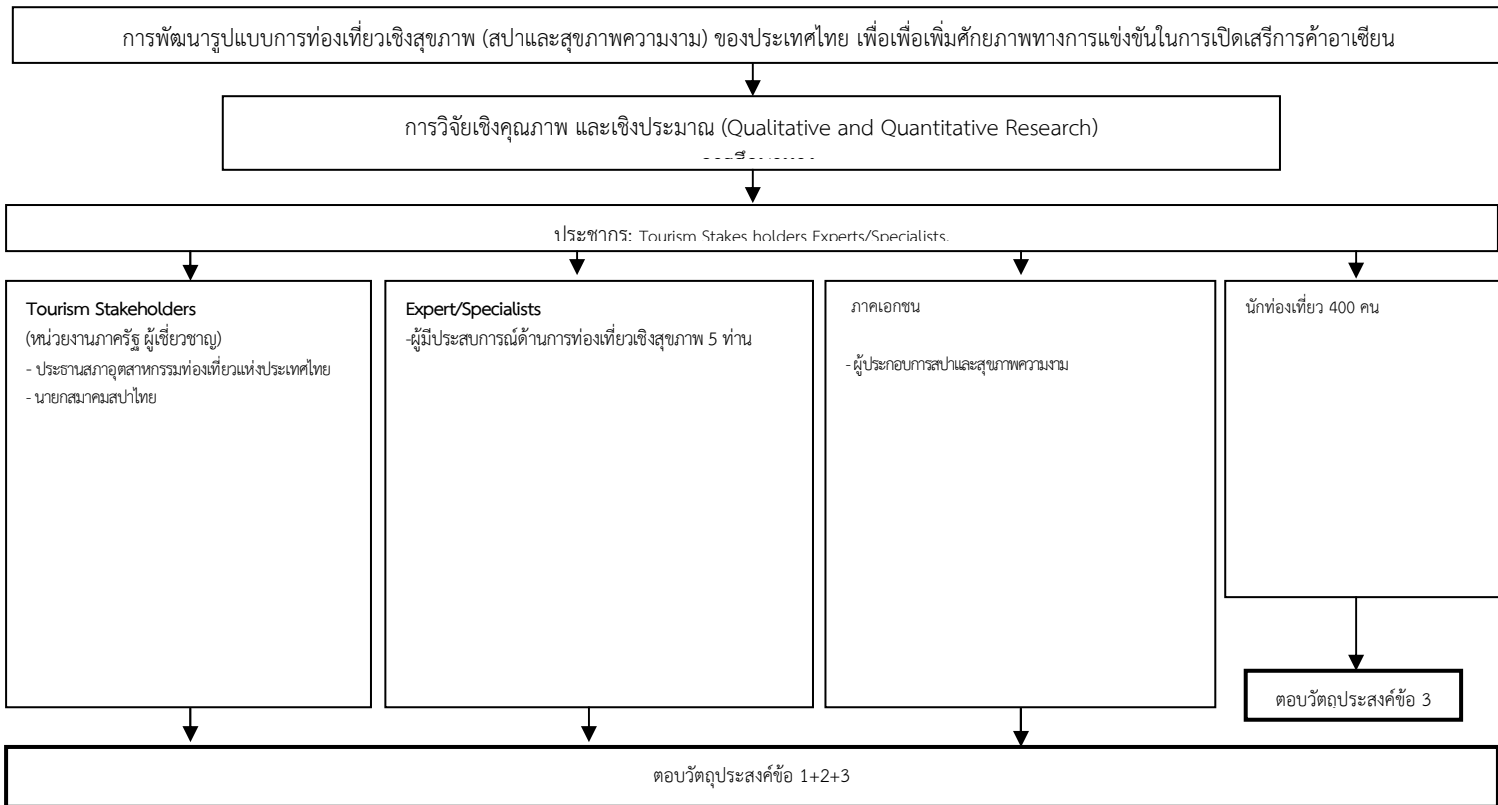 การพัฒนารูปแบบการท่องเที่ยวเชิงสุขภาพ (สปาและสุขภาพความงาม) ของประเทศไทย เพื่อเพื่อเพิ่มศักยภาพทางการแข่งขันในการเปิดเสรีการค้าอาเซียน
การวิจัยเชิงคุณภาพ และเชิงประมาณ (Qualitative and Quantitative Research)
ประชากร: Tourism Stakes holders Experts/Specialists.
Tourism Stakeholders
(หน่วยงานภาครัฐ ผู้เชี่ยวชาญ)
- ประธานสภาอุตสาหกรรมท่องเที่ยวแห่งประเทศไทย
- นายกสมาคมสปาไทย
Expert/Specialists
-ผู้มีประสบการณ์ด้านการท่องเที่ยวเชิงสุขภาพ 5 ท่าน
ภาคเอกชน
- ผู้ประกอบการสปาและสุขภาพความงาม
นักท่องเที่ยว 400 คน
ตอบวัตถุประสงค์ข้อ 3
ตอบวัตถุประสงค์ข้อ 1+2+3